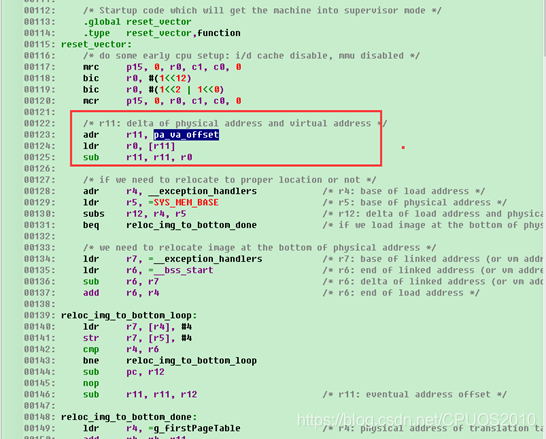 00112: /* Startup code which will get the machine into supervisor mode */
00113: .global reset_vector
00114: .type reset_vector,function
00115: reset_vector:
00116: /* do some early cpu setup: i/d cache disable, mmu disabled */
00117: mrc p15, 0, r0, c1, c0, 0
00118: bic r0, #(1<<12)
00119: bic r0, #(1<<2 | 1<<0)
00120: mcr p15, 0, r0, c1, c0, 0
00121:
00122: /* r11: delta of physical address and virtual address */
00123: adr r11, pa_va_offset
00124: ldr r0, [r11]
00125: sub r11, r11, r0
00126:
00127: /* if we need to relocate to proper location or not */
00128: adr r4, __exception_handlers /* r4: base of load address */
00129: ldr r5, =SYS_MEM_BASE /* r5: base of physical address */
00130: subs r12, r4, r5 /* r12: delta of load address and physica
00131: beq reloc_img_to_bottom_done /* if we load image at the bottom of phys
00132:
00133: /* we need to relocate image at the bottom of physical address */
00134: ldr r7, =__exception_handlers /* r7: base of linked address (or vm addr
00135: ldr r6, =__bss_start /* r6: end of linked address (or vm addre
00136: sub r6, r7 /* r6: delta of linked address (or vm add
00137: add r6, r4 /* r6: end of load address */
00138:
00139: reloc_img_to_bottom_loop:
00140: ldr r7, [r4], #4
00141: str r7, [r5], #4
00142: cmp r4, r6
00143: bne reloc_img_to_bottom_loop
00144: sub pc, r12
00145: nop
00146: sub r11, r11, r12 /* r11: eventual address offset */
00147:
00148: reloc_img_to_bottom_done:
00149: ldr r4, =g_firstPageTable /* r4: physical address of translation ta
https://blog.csdn.net/CPUOS2010